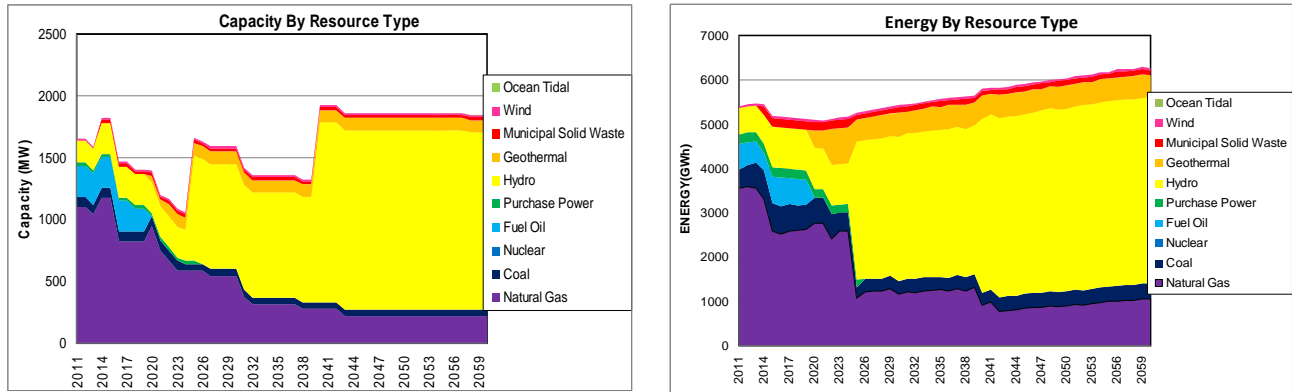 Capacity By Resource Type
Capacity (MW)
2500
2000
1500
1000
500
0
2011
2014
2017
2020
2023
2026
2029
2032
2035
2038
2041
2044
2047
2050
2053
2056
2059
Ocean Tidal
Wind
Municipal Solid Waste
Geothermal
Hydro
Purchase Power
Fuel Oil
Nuclear
Coal
Natural Gas
Energy By Resource Type
ENERGY(GWh)
7000
6000
5000
4000
3000
2000
1000
0
2011
2014
2017
2020
2023
2026
2029
2032
2035
2038
2041
2044
2047
2050
2053
2056
2059
Ocean Tidal
Wind
Municipal Solid Waste
Geothermal
Hydro
Purchase Power
Fuel Oil
Nuclear
Coal
Natural Gas